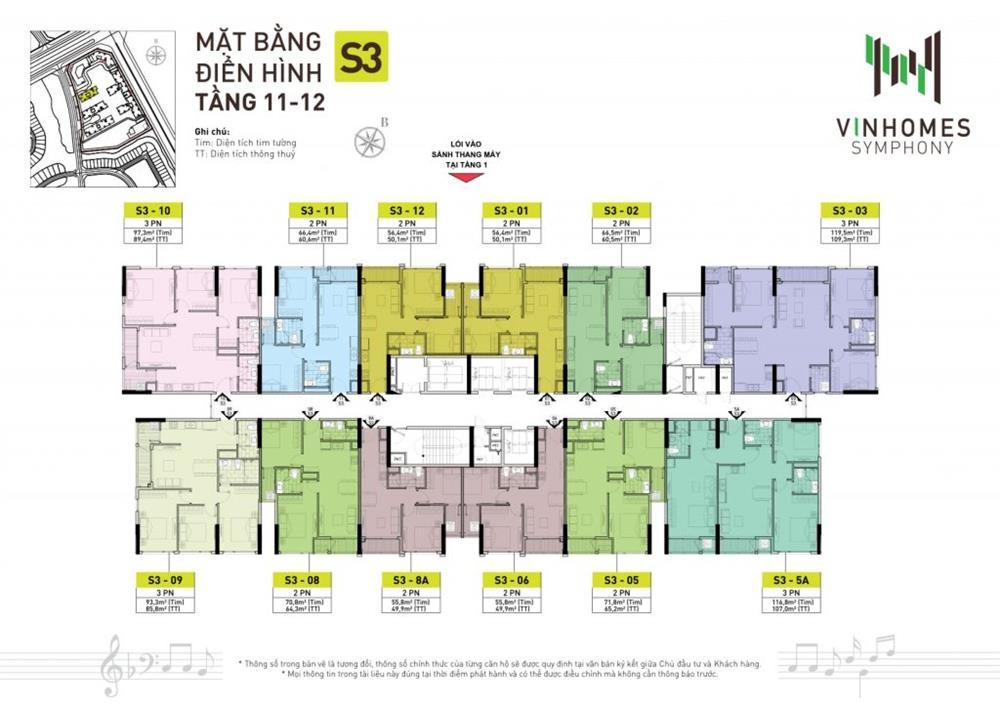 MẶT BẰNG
ĐIỂN HÌNH
TẦNG 11-12
S3
Ghi chú:
Tim: Diện tích tim tường
TT: Diện tích thông thuỷ
B
LỐI VÀO
SẢNH THANG MÁY
TẠI TẦNG 1
VINHOMES
SYMPHONY
S3 - 10
3 PN
97,3m² (Tim)
89,4m² (TT)
S3 - 11
2 PN
66,4m² (Tim)
60,6m² (TT)
S3 - 12
2 PN
56,4m² (Tim)
50,1m² (TT)
S3 - 01
2 PN
56,4m² (Tim)
50,1m² (TT)
S3 - 02
2 PN
66,5m² (Tim)
60,5m² (TT)
S3 - 03
3 PN
119,5m² (Tim)
109,3m² (TT)
S3 - 09
3 PN
93,3m² (Tim)
85,8m² (TT)
S3 - 08
2 PN
70,8m² (Tim)
64,3m² (TT)
S3 - 8A
2 PN
55,8m² (Tim)
49,9m² (TT)
S3 - 06
2 PN
55,8m² (Tim)
49,9m² (TT)
S3 - 05
2 PN
71,8m² (Tim)
65,2m² (TT)
S3 - 5A
3 PN
116,8m² (Tim)
107,0m² (TT)
* Thông số trong bản vẽ là tương đối, thông số chính thức của từng căn hộ sẽ được quy định tại văn bản ký kết giữa Chủ đầu tư và Khách hàng.
* Mọi thông tin trong tài liệu này đúng tại thời điểm phát hành và có thể được điều chỉnh mà không cần thông báo trước.